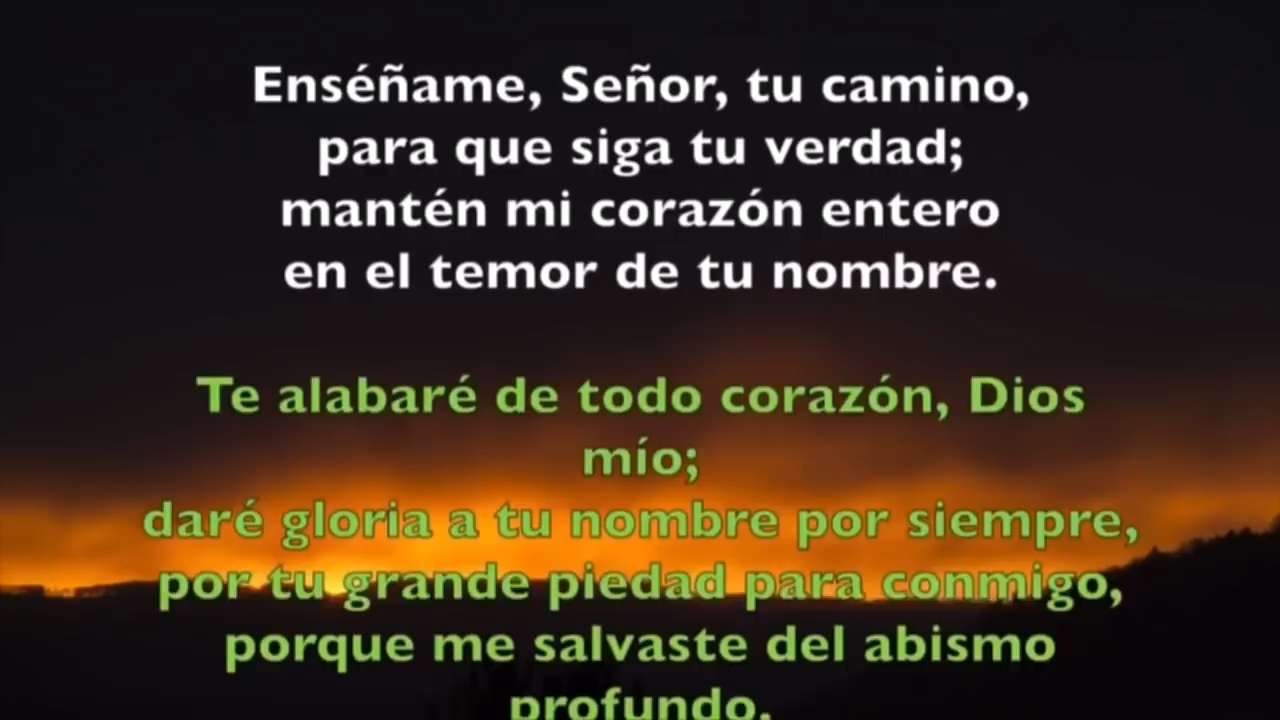 Enséñame, Señor, tu camino,
para que siga tu verdad;
mantén mi corazón entero
en el temor de tu nombre.
Te alabaré de todo corazón, Dios
mío;
daré gloria a tu nombre por siempre,
por tu grande piedad para conmigo,
porque me salvaste del abismo
profundo.